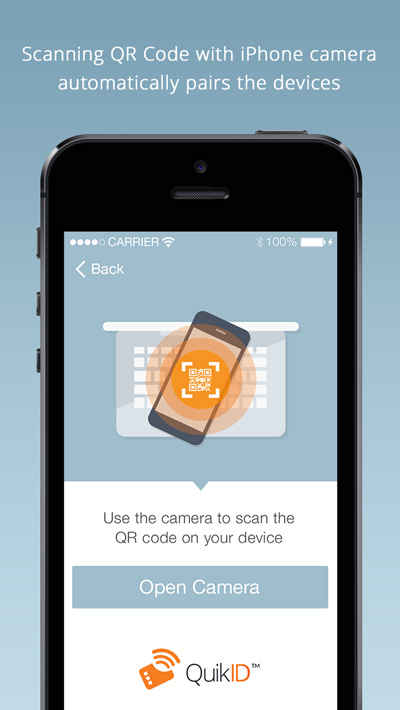 Scanning QR Code with iPhone camera
automatically pairs the devices
CARRIER 100%
Back
Use the camera to scan the
QR code on your device
Open Camera
QuikID™